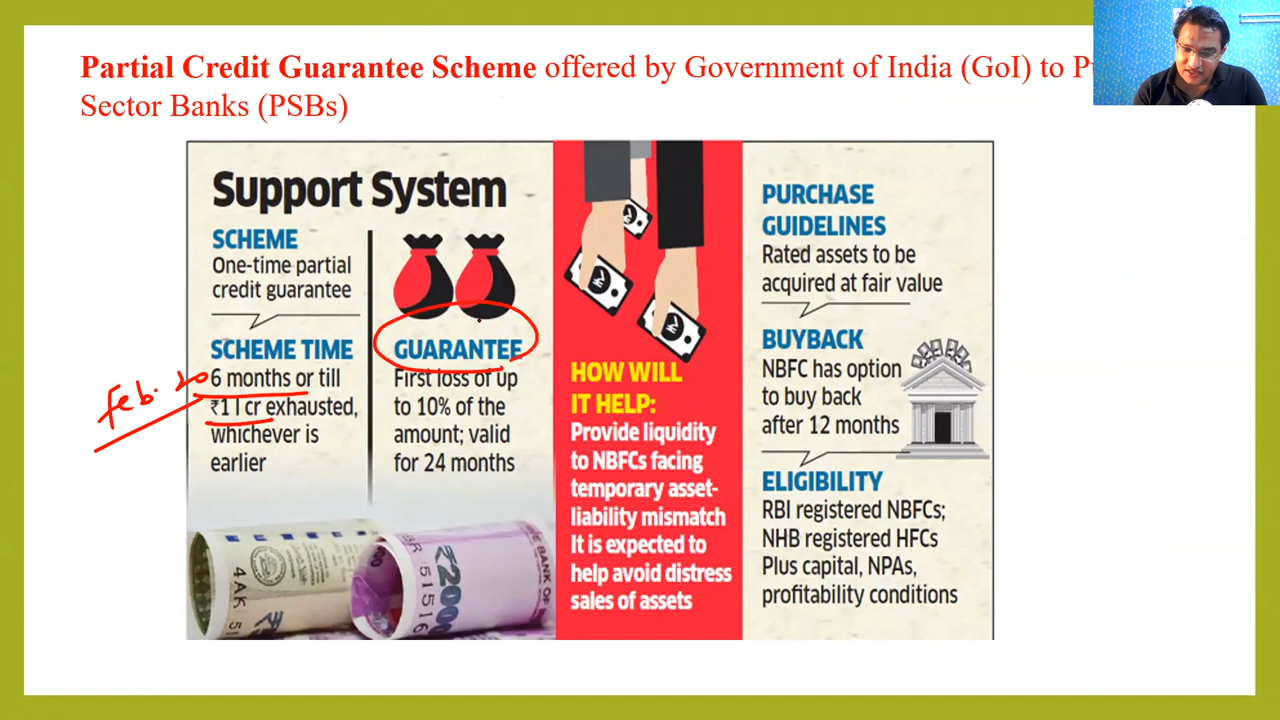 Partial Credit Guarantee Scheme offered by Government of India (GoI) to
Sector Banks (PSBs)
Support System
SCHEME
One-time partial
credit guarantee
SCHEME TIME
6 months or till
₹1 l cr exhausted,
whichever is
earlier
Feb. 20
GUARANTEE
First loss of up
to 10% of the
amount; valid
for 24 months
HOW WILL
IT HELP:
Provide liquidity
to NBFCs facing
temporary asset-
liability mismatch
It is expected to
help avoid distress
sales of assets
PURCHASE
GUIDELINES
Rated assets to be
acquired at fair value
BUYBACK
NBFC has option
to buy back
after 12 months
ELIGIBILITY
RBI registered NBFCs;
NHB registered HFCs
Plus capital, NPAs,
profitability conditions
4AK
₹2000
51516